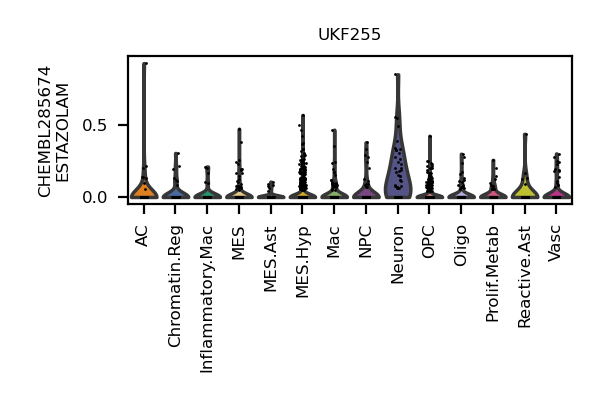 UKF255
CHEMBL285674
ESTAZOLAM
0.5
0.0
AC
Chromatin.Reg
Inflammatory.Mac
MES
MES.Ast
MES.Hyp
Mac
NPC
Neuron
OPC
Oligo
Prolif.Metab
Reactive.Ast
Vasc